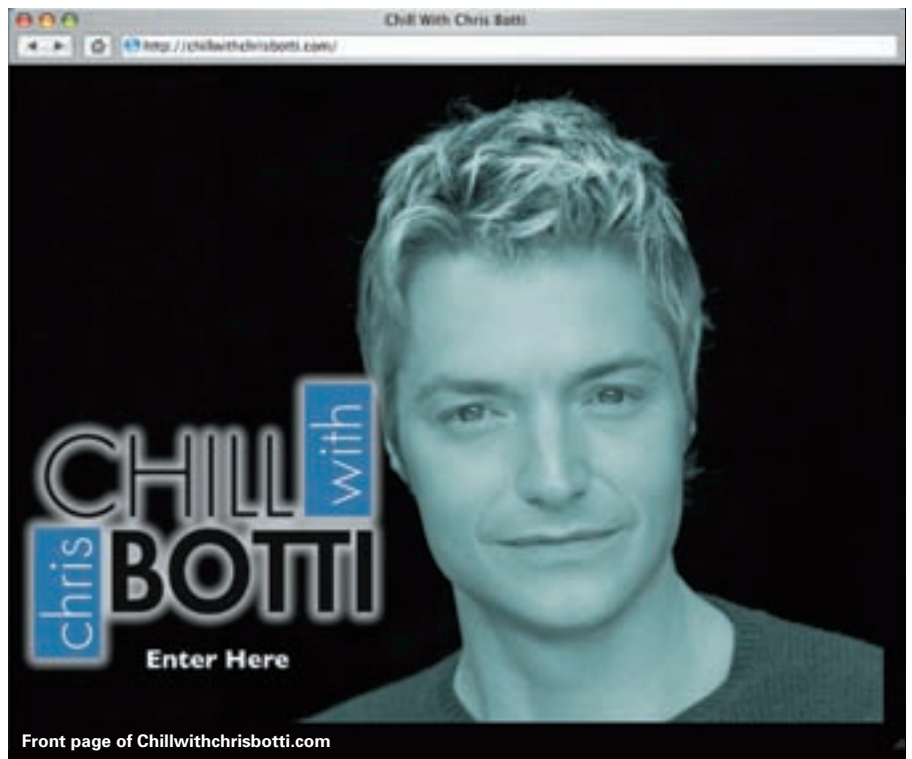 Chill With Chris Botti
http://chillwithchrisbotti.com/
CHILL with
chris BOTTI
Enter Here
Front page of Chillwithchrisbotti.com